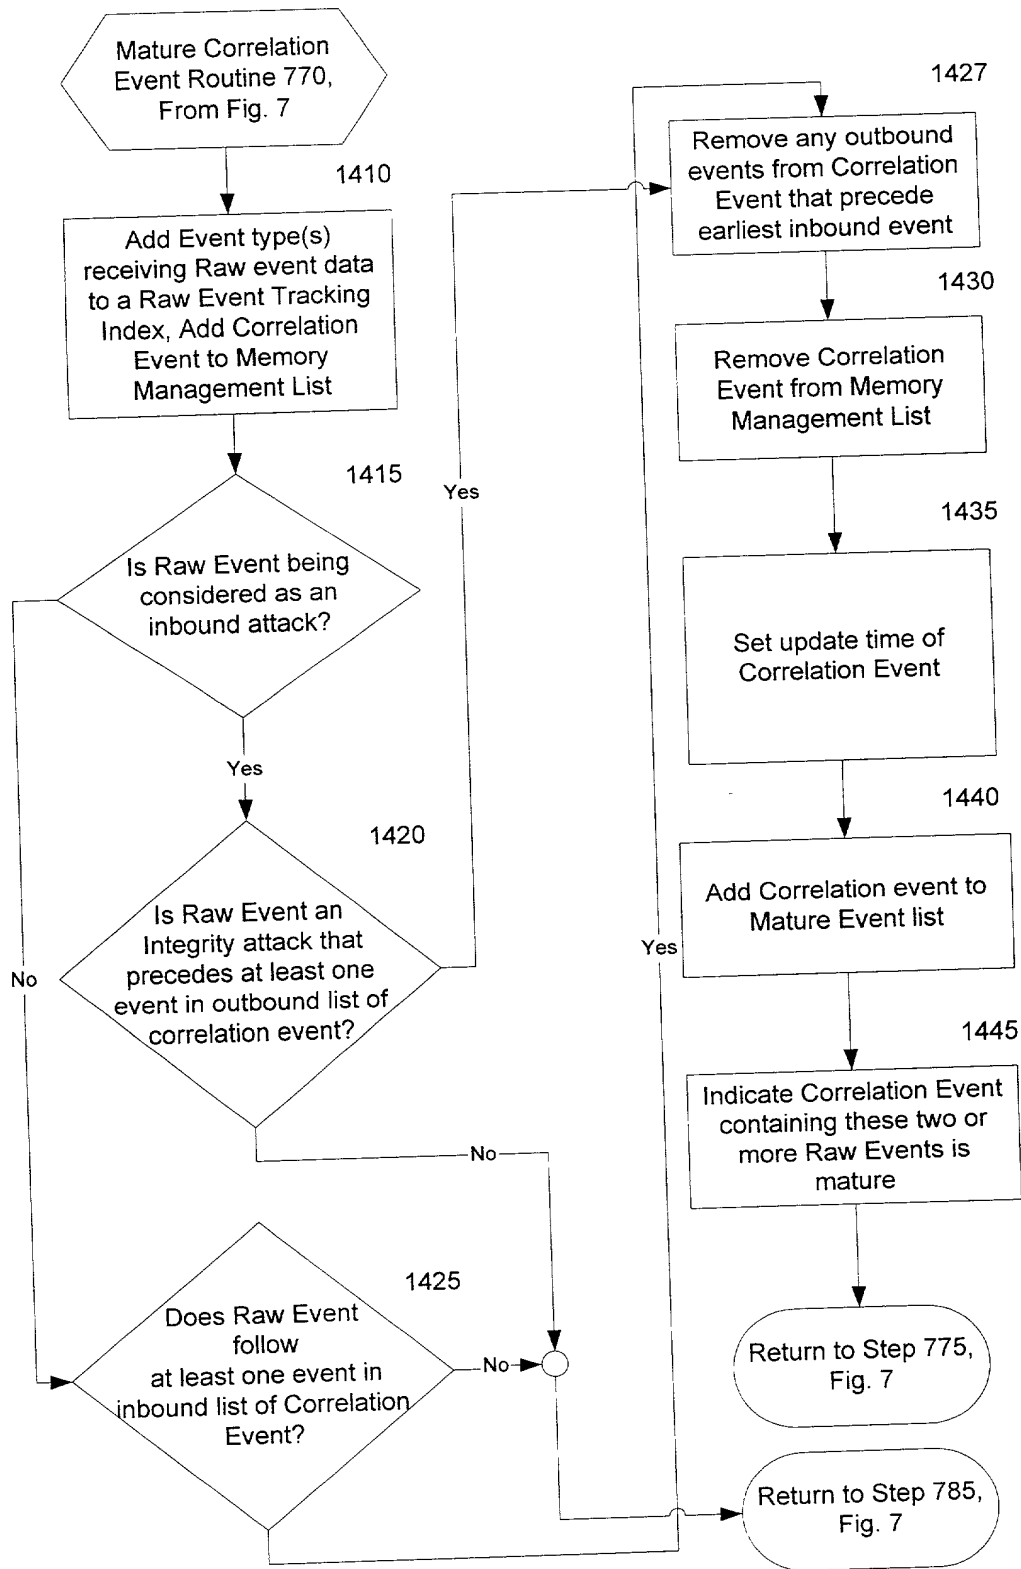 Mature Correlation
Event Routine 770,
From Fig. 7
1410
Add Event type(s)
receiving Raw event data
to a Raw Event Tracking
Index, Add Correlation
Event to Memory
Management List
1415
Is Raw Event being
considered as an
inbound attack?
Yes
No
1420
Is Raw Event an
Integrity attack that
precedes at least one
event in outbound list of
correlation event?
Yes
No
1425
Does Raw Event
follow
at least one event in
inbound list of Correlation
Event?
No
Yes
1427
Remove any outbound
events from Correlation
Event that precede
earliest inbound event
1430
Remove Correlation
Event from Memory
Management List
1435
Set update time of
Correlation Event
1440
Add Correlation event to
Mature Event list
1445
Indicate Correlation Event
containing these two or
more Raw Events is
mature
Return to Step 775,
Fig. 7
Return to Step 785,
Fig. 7